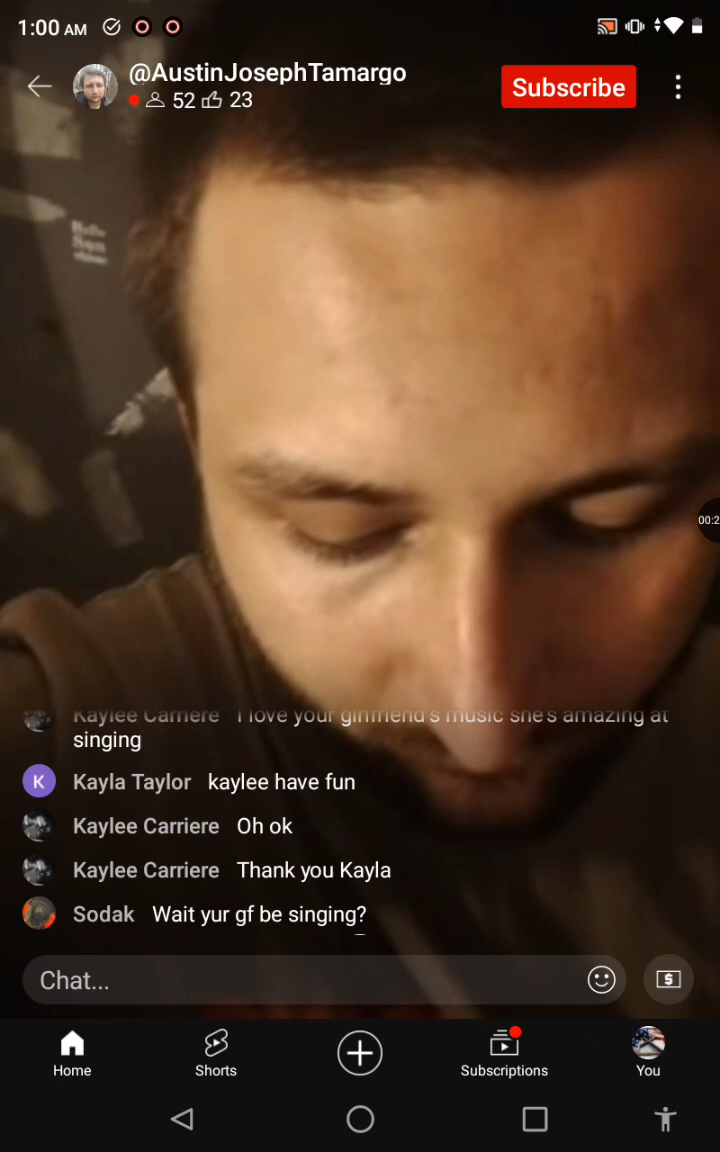 1:00 AM
@AustinJosephTamargo
52 23
Subscribe
Hello
00:2
Kaylee Carriere I love your girlfriend's music she's amazing at
singing
Kayla Taylor kaylee have fun
K
Kaylee Carriere Oh ok
Kaylee Carriere Thank you Kayla
Sodak Wait yur gf be singing?
Chat...
Home
Shorts
Subscriptions
You